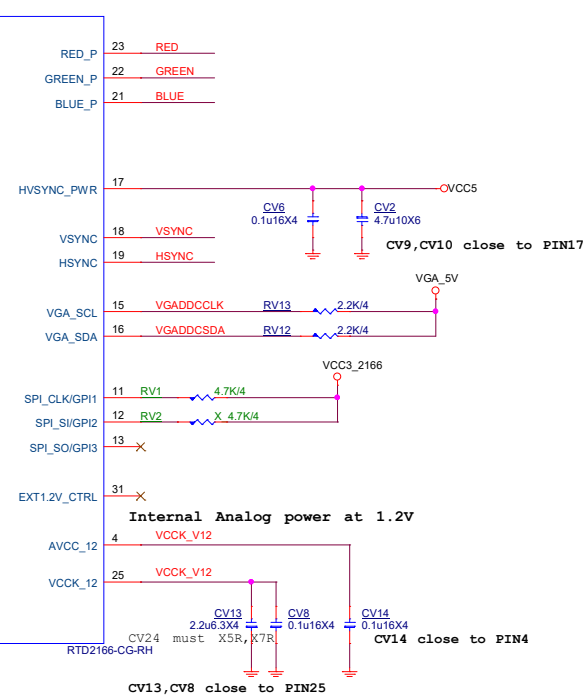 RED_P 23 RED
GREEN_P 22 GREEN
BLUE_P 21 BLUE
HVSYNC_PWR 17 VCC5
CV6 CV2
0.1u16X4 4.7u10X6
CV9,CV10 close to PIN17
VSYNC 18 VSYNC
HSYNC 19 HSYNC
VGA_5V
VGA_SCL 15 VGADDCCLK RV13 2.2K/4
VGA_SDA 16 VGADDCSDA RV12 2.2K/4
VCC3_2166
SPI_CLK/GPI1 11 RV1 4.7K/4
SPI_SI/GPI2 12 RV2 X_4.7K/4
SPI_SO/GPI3 13
EXT1.2V_CTRL 31
Internal Analog power at 1.2V
AVCC_12 4 VCCK_V12
VCCK_12 25 VCCK_V12
CV13 CV8 CV14
2.2u6.3X4 0.1u16X4 0.1u16X4
CV24 must X5R,X7R CV14 close to PIN4
RTD2166-CG-RH
CV13,CV8 close to PIN25